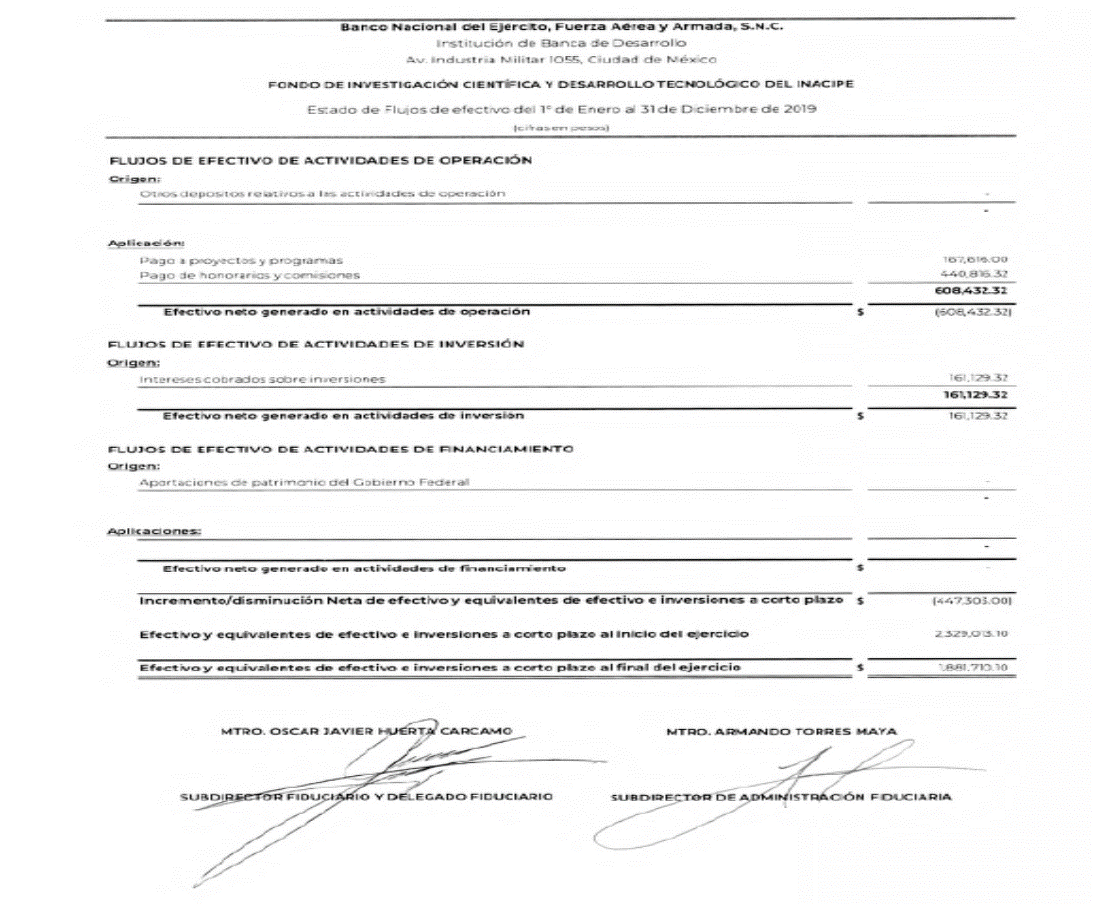 Banco Nacional del Ejército, Fuerza Aérea y Armada, S.N.C.
Institución de Banca de Desarrollo
Av. Industria Militar 1055, Ciudad de México
FONDO DE INVESTIGACIÓN CIENTÍFICA Y DESARROLLO TECNOLÓGICO DEL INACIPE
Estado de Flujos de efectivo del 1° de Enero al 31 de Diciembre de 2019
(cifras en pesos)
FLUJOS DE EFECTIVO DE ACTIVIDADES DE OPERACIÓN
Origen:
Otros depositos relativos a las actividades de operación -
-
Aplicación:
Pago a proyectos y programas 167,616.00
Pago de honorarios y comisiones 440,816.32
608,432.32
Efectivo neto generado en actividades de operación $ (608,432.32)
FLUJOS DE EFECTIVO DE ACTIVIDADES DE INVERSIÓN
Origen:
Intereses cobrados sobre inversiones 161,129.32
161,129.32
Efectivo neto generado en actividades de inversión $ 161,129.32
FLUJOS DE EFECTIVO DE ACTIVIDADES DE FINANCIAMIENTO
Origen:
Aportaciones de patrimonio del Gobierno Federal -
-
Aplicaciones:
-
Efectivo neto generado en actividades de financiamiento $ -
Incremento/disminución Neta de efectivo y equivalentes de efectivo e inversiones a corto plazo $ (447,303.00)
Efectivo y equivalentes de efectivo e inversiones a corto plazo al inicio del ejercicio 2,329,013.10
Efectivo y equivalentes de efectivo e inversiones a corto plazo al final del ejercicio $ 1,881,710.10
MTRO. OSCAR JAVIER HUERTA CARCAMO MTRO. ARMANDO TORRES MAYA
SUBDIRECTOR FIDUCIARIO Y DELEGADO FIDUCIARIO SUBDIRECTOR DE ADMINISTRACIÓN FIDUCIARIA